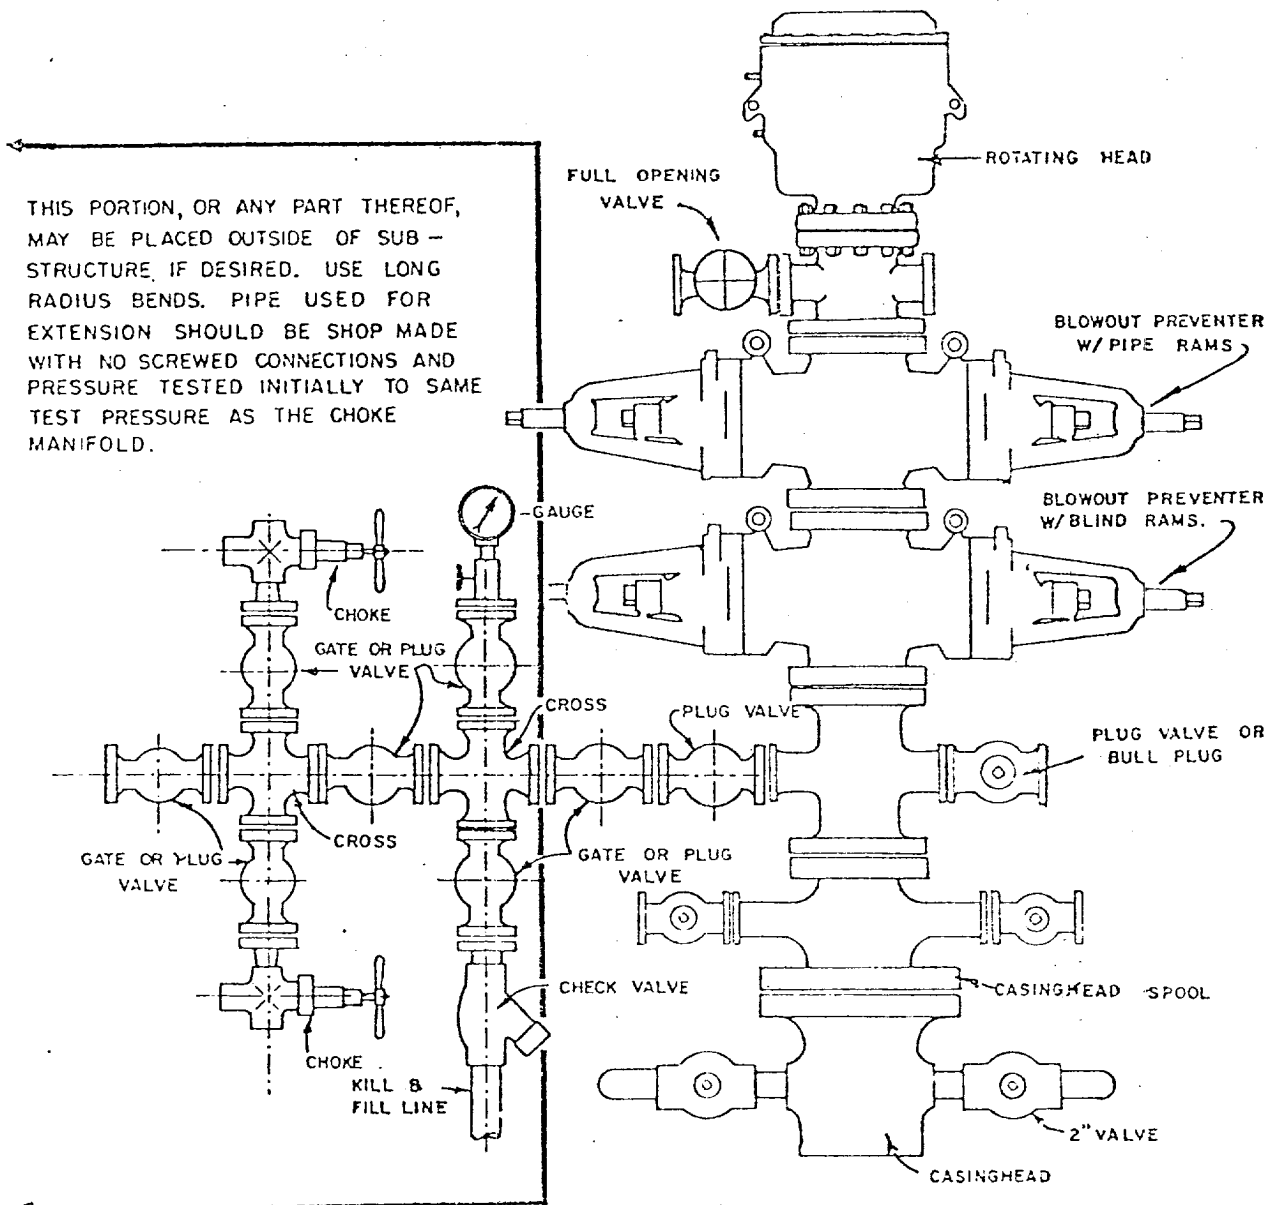 ROTATING HEAD
FULL OPENING
VALVE
THIS PORTION, OR ANY PART THEREOF,
MAY BE PLACED OUTSIDE OF SUB-
STRUCTURE IF DESIRED. USE LONG
RADIUS BENDS. PIPE USED FOR
EXTENSION SHOULD BE SHOP MADE
WITH NO SCREWED CONNECTIONS AND
PRESSURE TESTED INITIALLY TO SAME
TEST PRESSURE AS THE CHOKE
MANIFOLD.
BLOWOUT PREVENTER
W/ PIPE RAMS
BLOWOUT PREVENTER
W/BLIND RAMS.
GAUGE
CHOKE
GATE OR PLUG
VALVE
CROSS
PLUG VALVE
PLUG VALVE OR
BULL PLUG
CROSS
GATE OR PLUG
VALVE
GATE OR PLUG
VALVE
CHECK VALVE
CASINGHEAD SPOOL
CHOKE
KILL &
FILL LINE
2" VALVE
CASINGHEAD